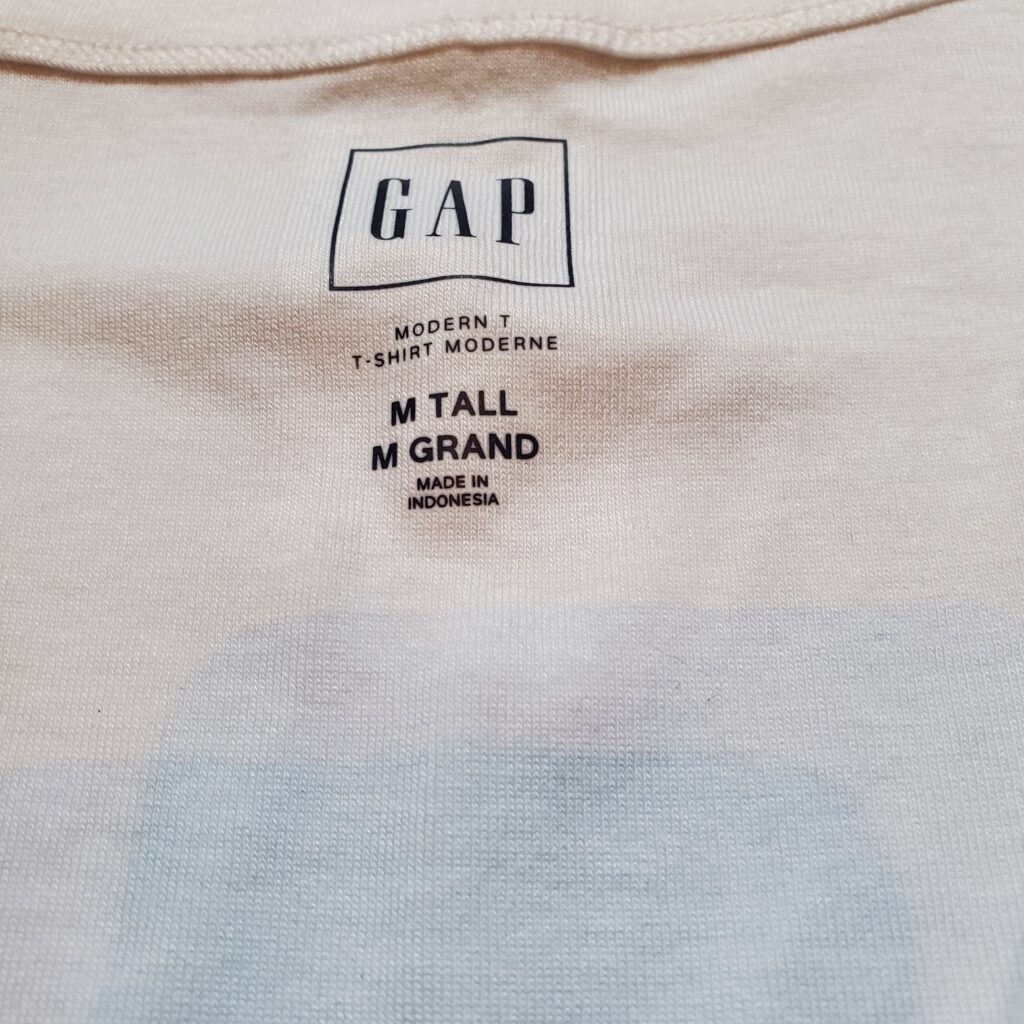 GAP
MODERN T
T-SHIRT MODERNE
M TALL
M GRAND
MADE IN
INDONESIA